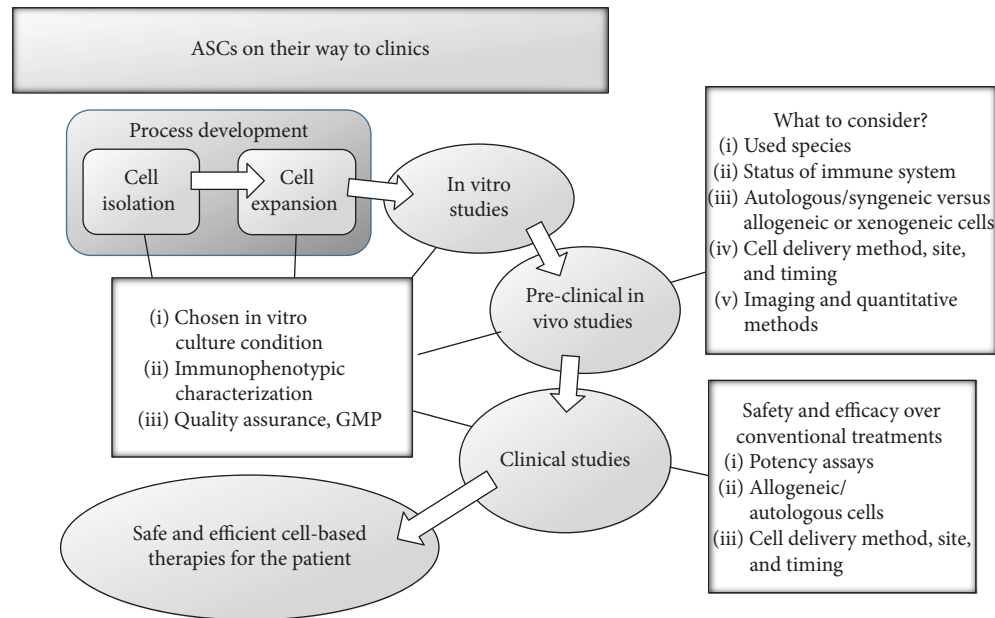 ASCs on their way to clinics
Process development
Cell
isolation
Cell
expansion
In vitro
studies
What to consider?
(i) Used species
(ii) Status of immune system
(iii) Autologous/syngeneic versus
allogeneic or xenogeneic cells
(iv) Cell delivery method, site,
and timing
(v) Imaging and quantitative
methods
Pre-clinical in
vivo studies
(i) Chosen in vitro
culture condition
(ii) Immunophenotypic
characterization
(iii) Quality assurance, GMP
Clinical studies
Safety and efficacy over
conventional treatments
(i) Potency assays
(ii) Allogeneic/
autologous cells
(iii) Cell delivery method, site,
and timing
Safe and efficient cell-based
therapies for the patient